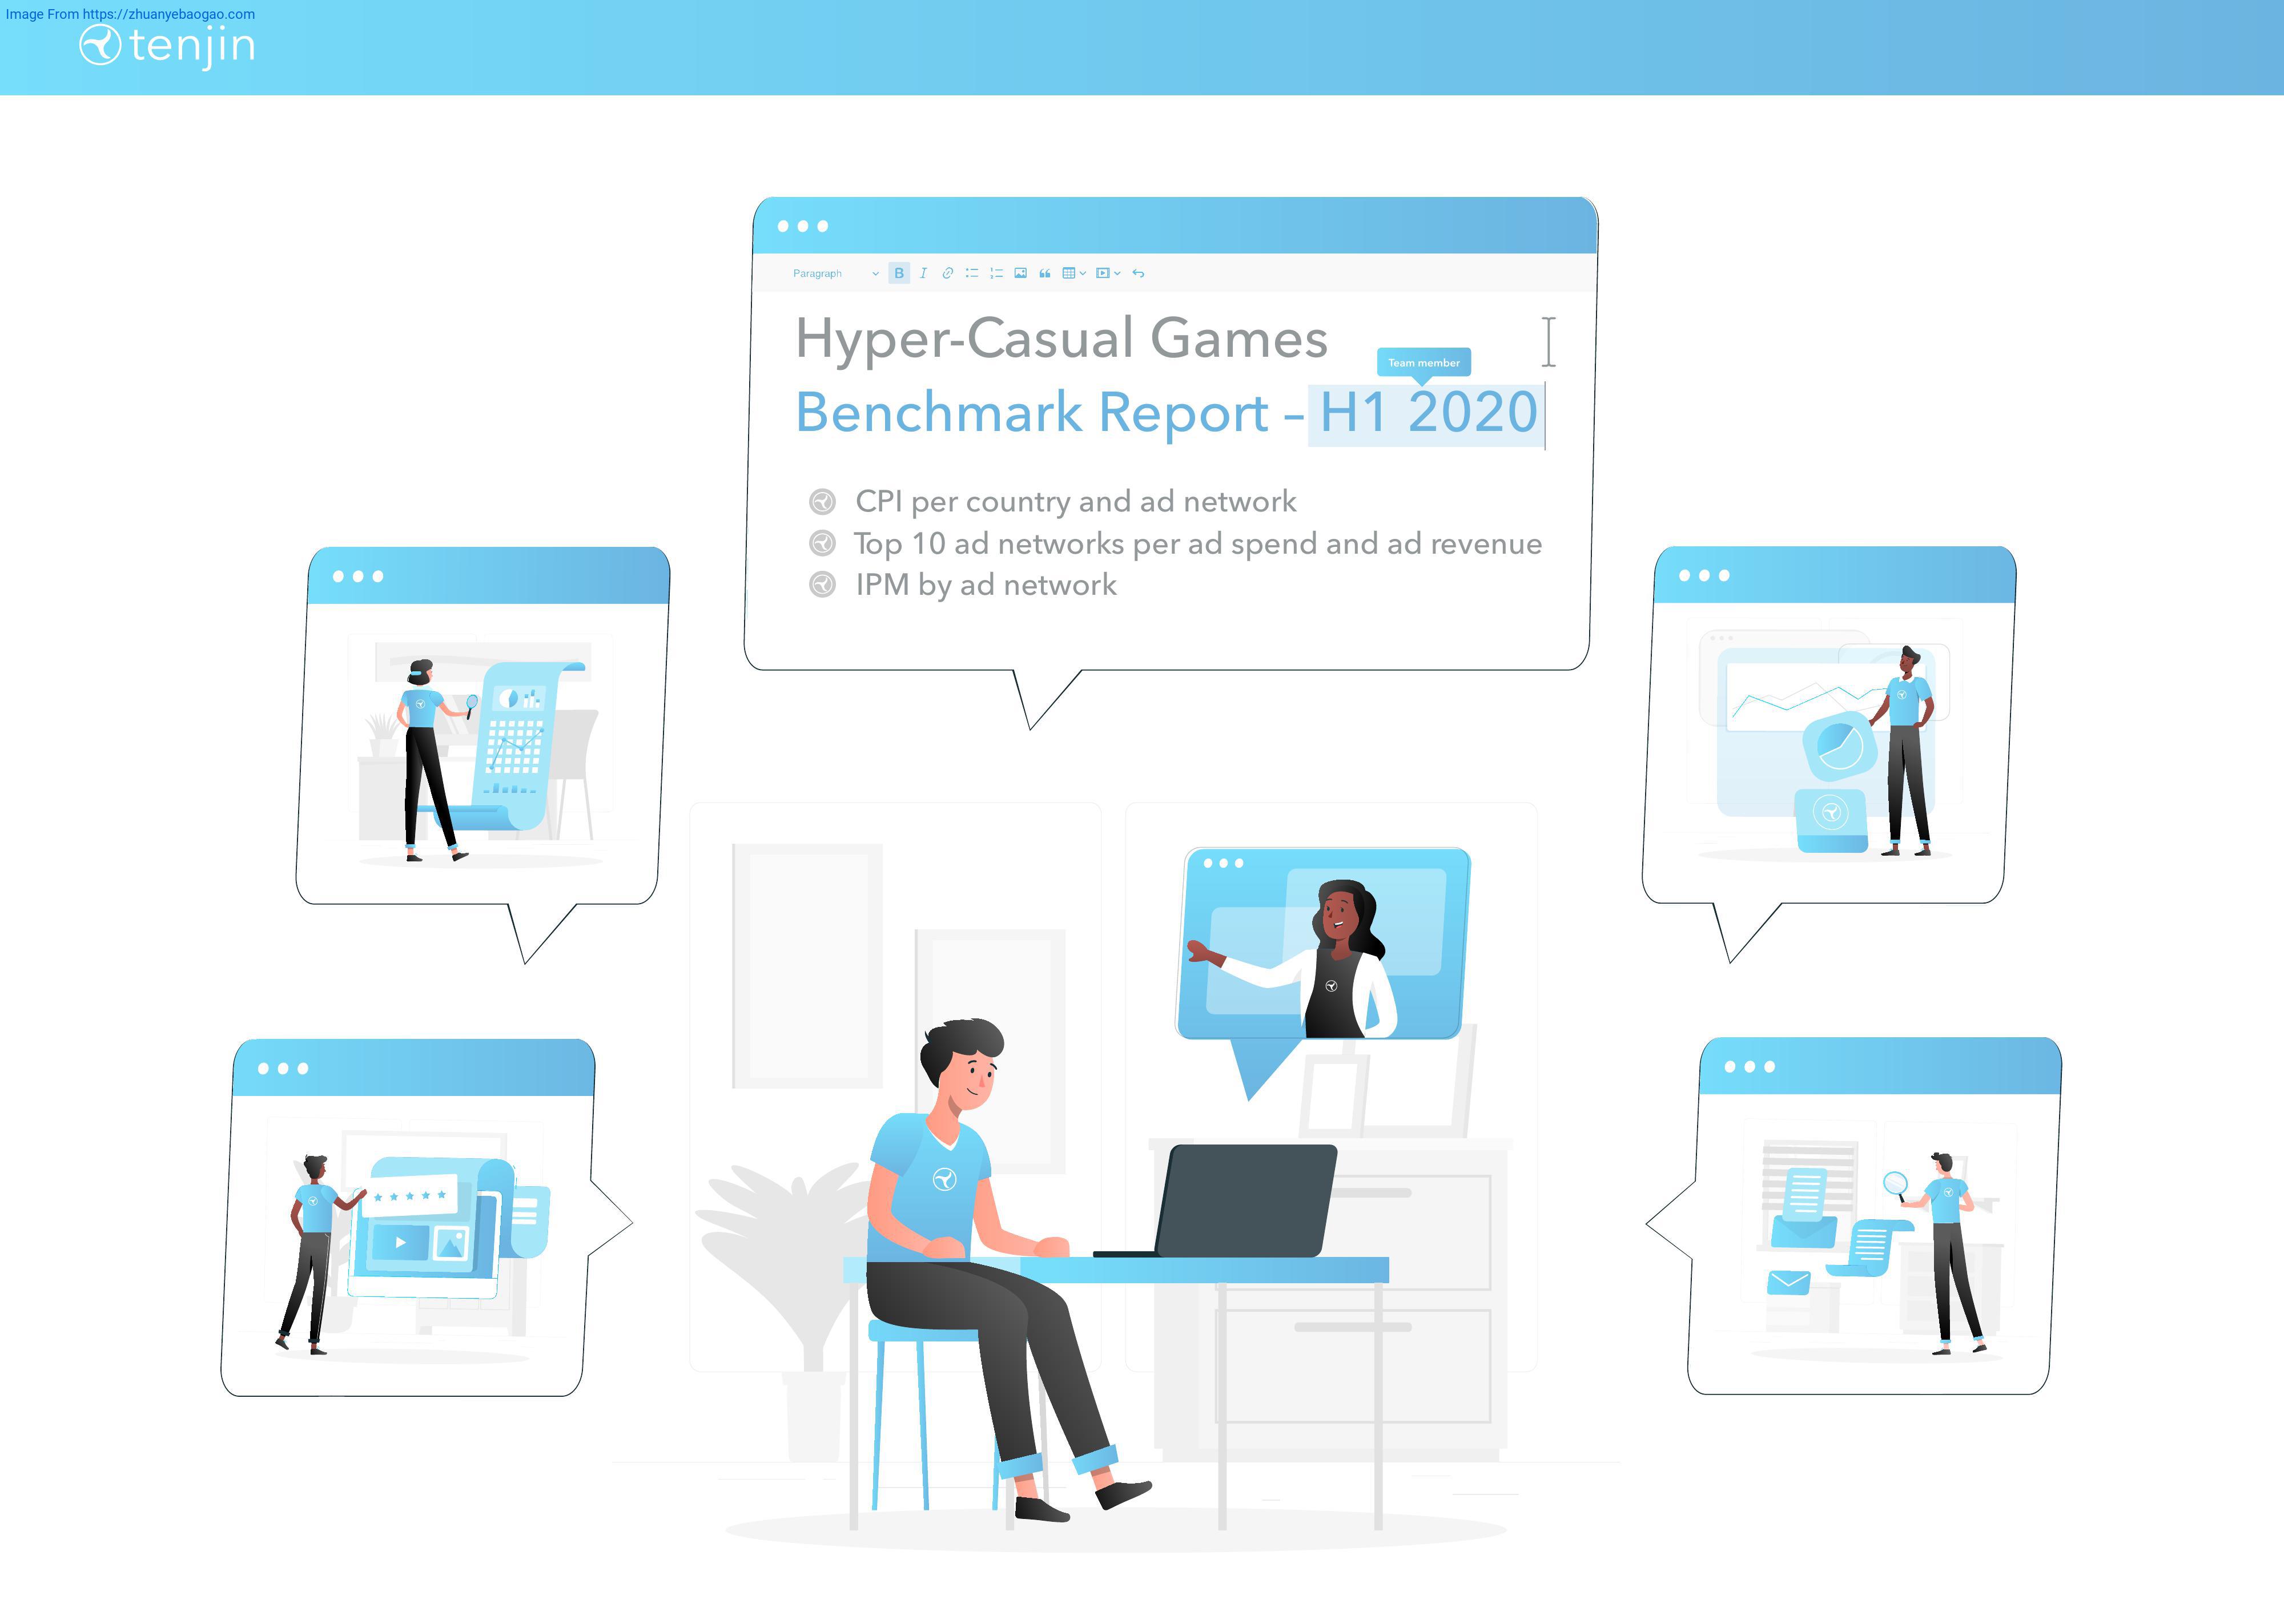 Image From https://zhuanyebaogao.com
tenjin
Paragraph
Hyper-Casual Games
Team member
Benchmark Report – H1 2020
CPI per country and ad network
Top 10 ad networks per ad spend and ad revenue
IPM by ad network